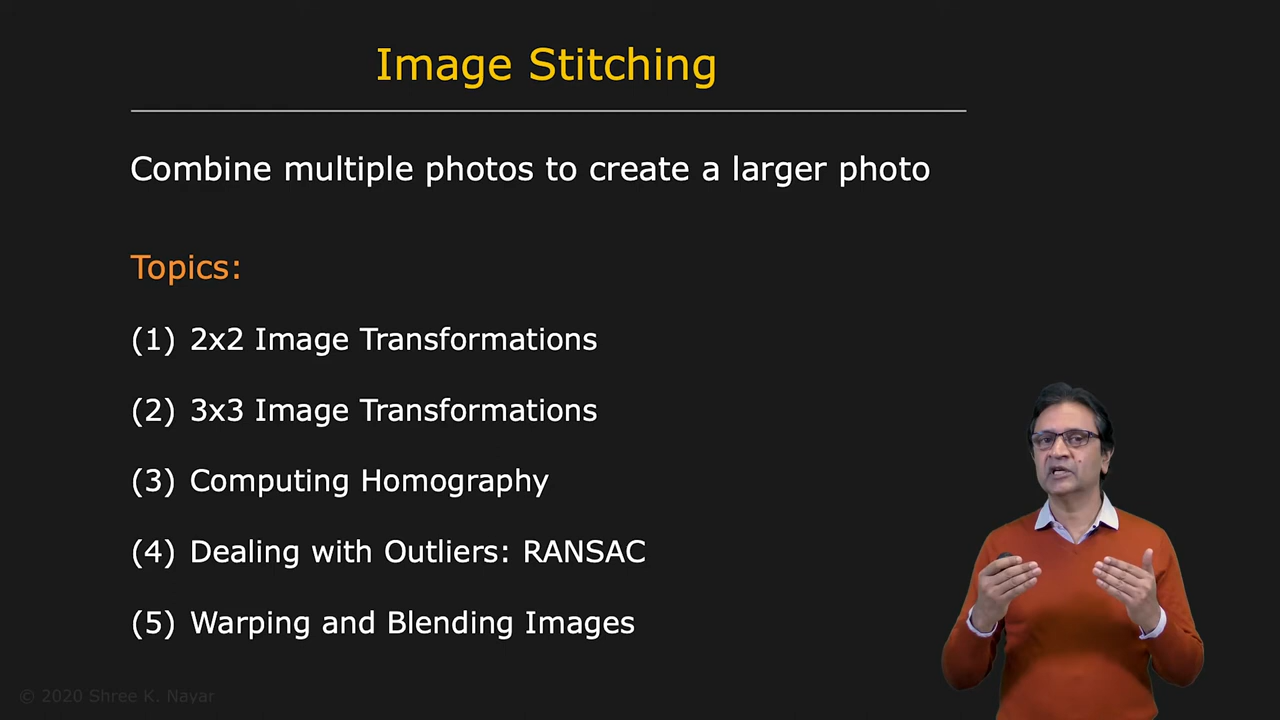 Image Stitching
Combine multiple photos to create a larger photo
Topics:
(1) 2x2 Image Transformations
(2) 3x3 Image Transformations
(3) Computing Homography
(4) Dealing with Outliers: RANSAC
(5) Warping and Blending Images
© 2020 Shree K. Nayar